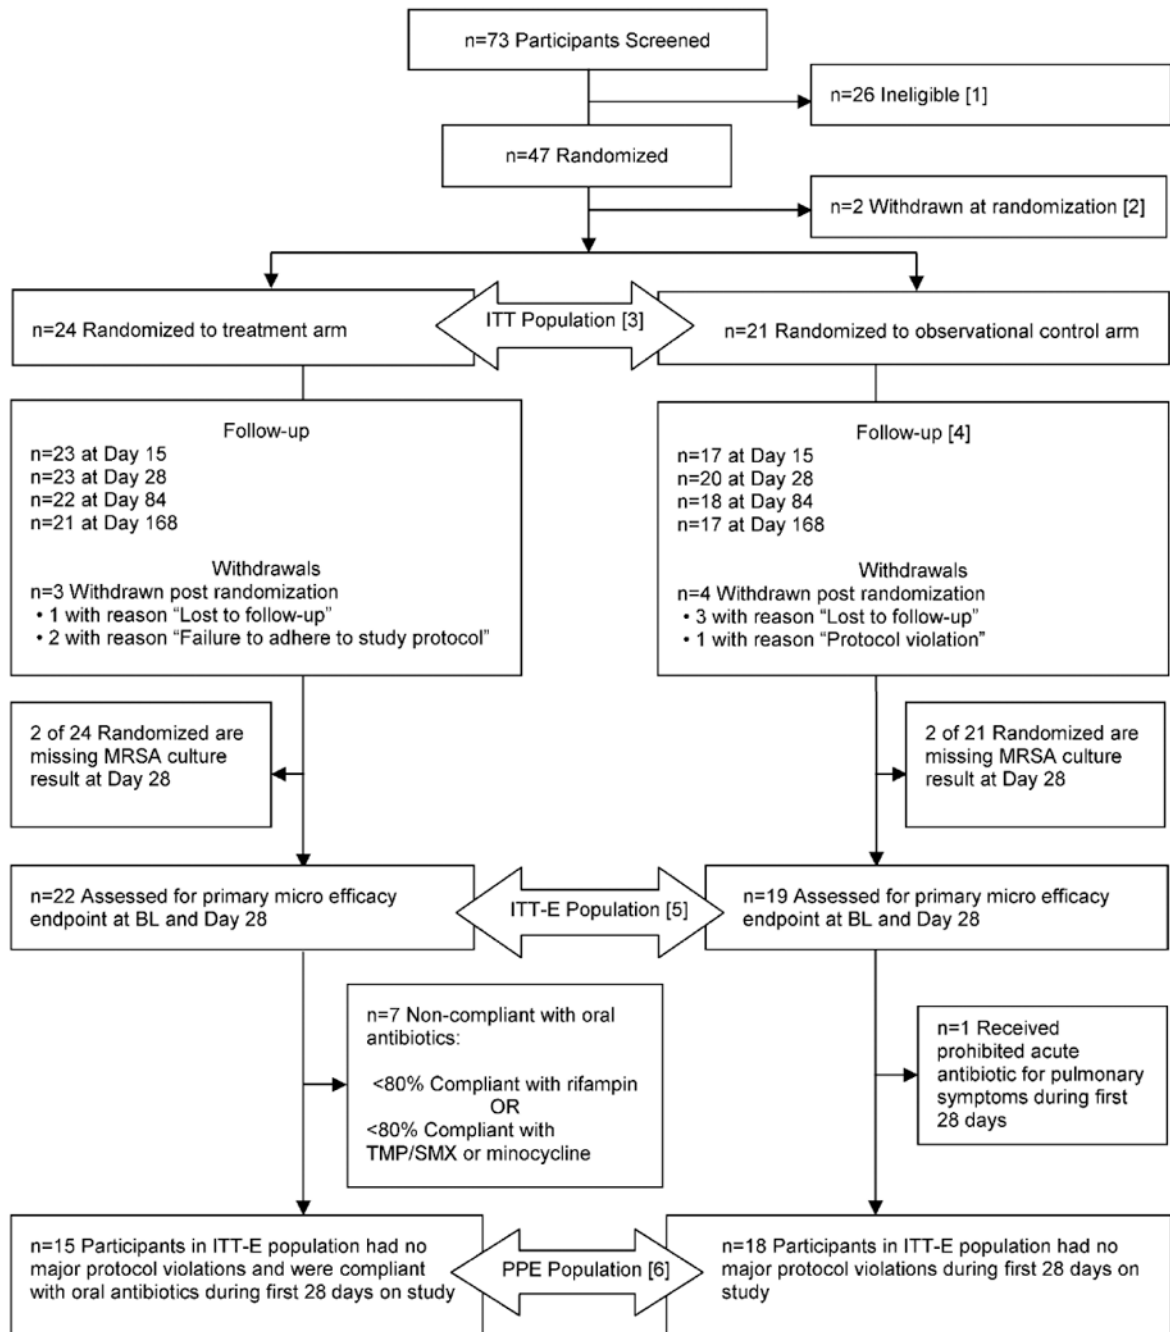 n=73 Participants Screened
n=26 Ineligible [1]
n=47 Randomized
n=2 Withdrawn at randomization [2]
n=24 Randomized to treatment arm
ITT Population [3]
n=21 Randomized to observational control arm
Follow-up
n=23 at Day 15
n=23 at Day 28
n=22 at Day 84
n=21 at Day 168
Withdrawals
n=3 Withdrawn post randomization
• 1 with reason “Lost to follow-up”
• 2 with reason “Failure to adhere to study protocol”
Follow-up [4]
n=17 at Day 15
n=20 at Day 28
n=18 at Day 84
n=17 at Day 168
Withdrawals
n=4 Withdrawn post randomization
• 3 with reason “Lost to follow-up”
• 1 with reason “Protocol violation”
2 of 24 Randomized are
missing MRSA culture
result at Day 28
2 of 21 Randomized are
missing MRSA culture
result at Day 28
n=22 Assessed for primary micro efficacy
endpoint at BL and Day 28
ITT-E Population [5]
n=19 Assessed for primary micro efficacy
endpoint at BL and Day 28
n=7 Non-compliant with oral
antibiotics:
<80% Compliant with rifampin
OR
<80% Compliant with
TMP/SMX or minocycline
n=1 Received
prohibited acute
antibiotic for pulmonary
symptoms during first
28 days
n=15 Participants in ITT-E population had no
major protocol violations and were compliant
with oral antibiotics during first 28 days on study
PPE Population [6]
n=18 Participants in ITT-E population had no
major protocol violations during first 28 days on
study